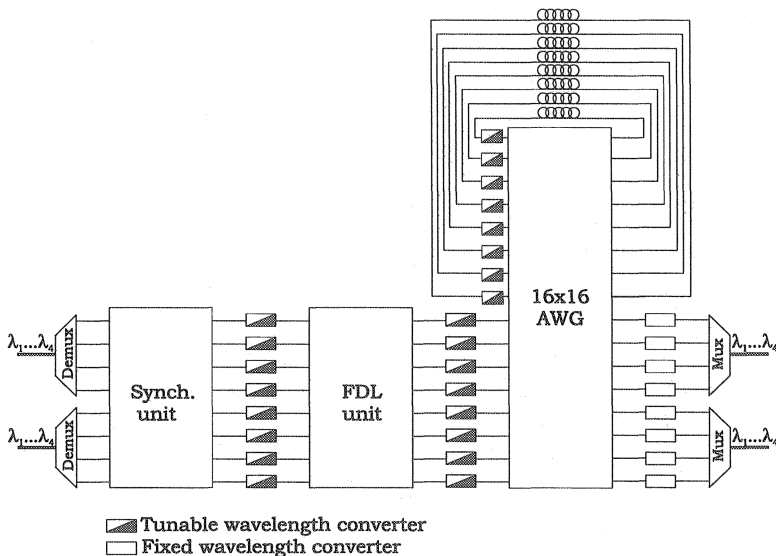 16x16
AWG
λ1...λ4
Demux
Synch.
unit
FDL
unit
Mux
λ1...λ4
λ1...λ4
Demux
Mux
λ1...λ4
Tunable wavelength converter
Fixed wavelength converter